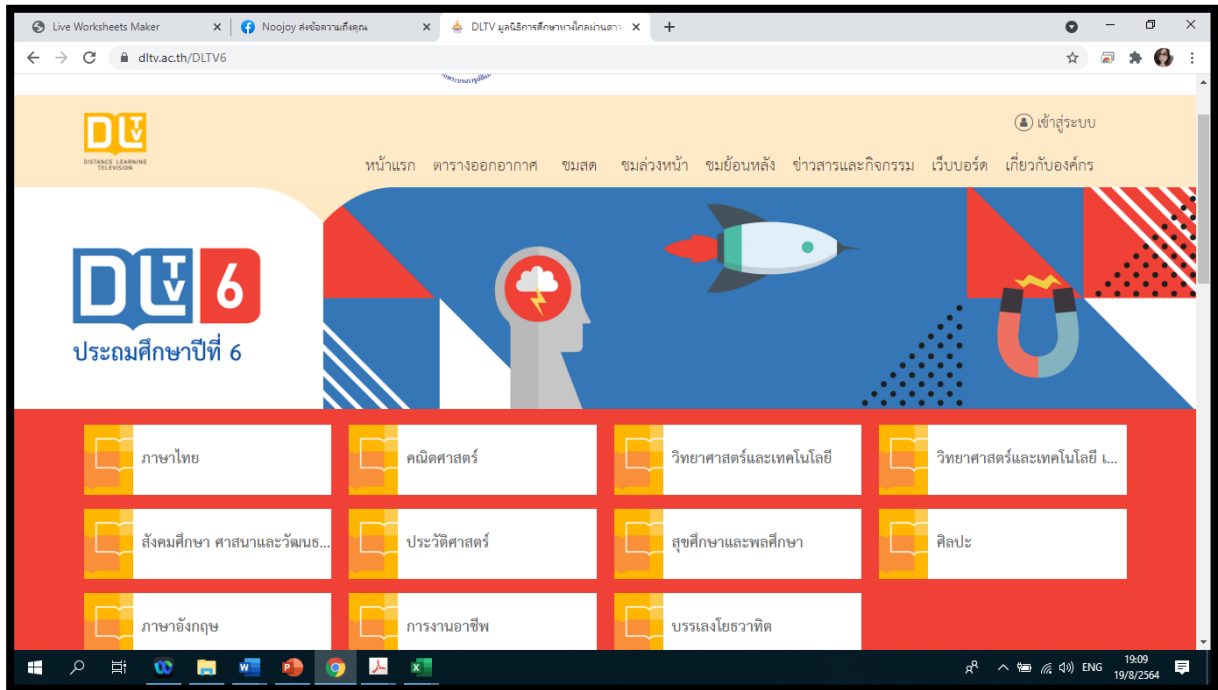 Live Worksheets Maker
Noojoy ส่งข้อความถึงคุณ
DLTV มูลนิธิการศึกษาทางไกลผ่านดาว
dltv.ac.th/DLTV6
DLTV
DISTANCE LEARNING
TELEVISION
เข้าสู่ระบบ
หน้าแรก ตารางออกอากาศ ชมสด ชมล่วงหน้า ชมย้อนหลัง ข่าวสารและกิจกรรม เว็บบอร์ด เกี่ยวกับองค์กร
DLTV 6
ประถมศึกษาปีที่ 6
ภาษาไทย
คณิตศาสตร์
วิทยาศาสตร์และเทคโนโลยี
วิทยาศาสตร์และเทคโนโลยี เ...
สังคมศึกษา ศาสนาและวัฒนธ...
ประวัติศาสตร์
สุขศึกษาและพลศึกษา
ศิลปะ
ภาษาอังกฤษ
การงานอาชีพ
บรรเลงโยธวาทิต
ENG
19:09
19/8/2564